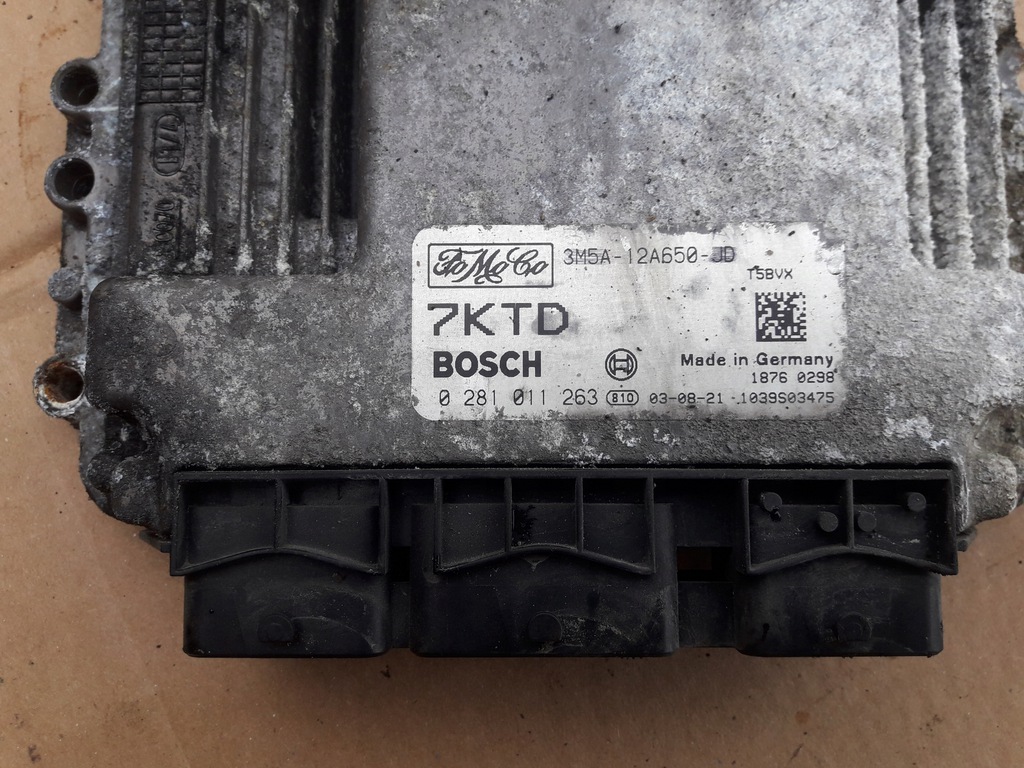 FoMoCo 3M5A-12A650-JD
T5BVX
7KTD
BOSCH Made in Germany
1876 0298
0 281 011 263 B10 03-08-21 1039S03475